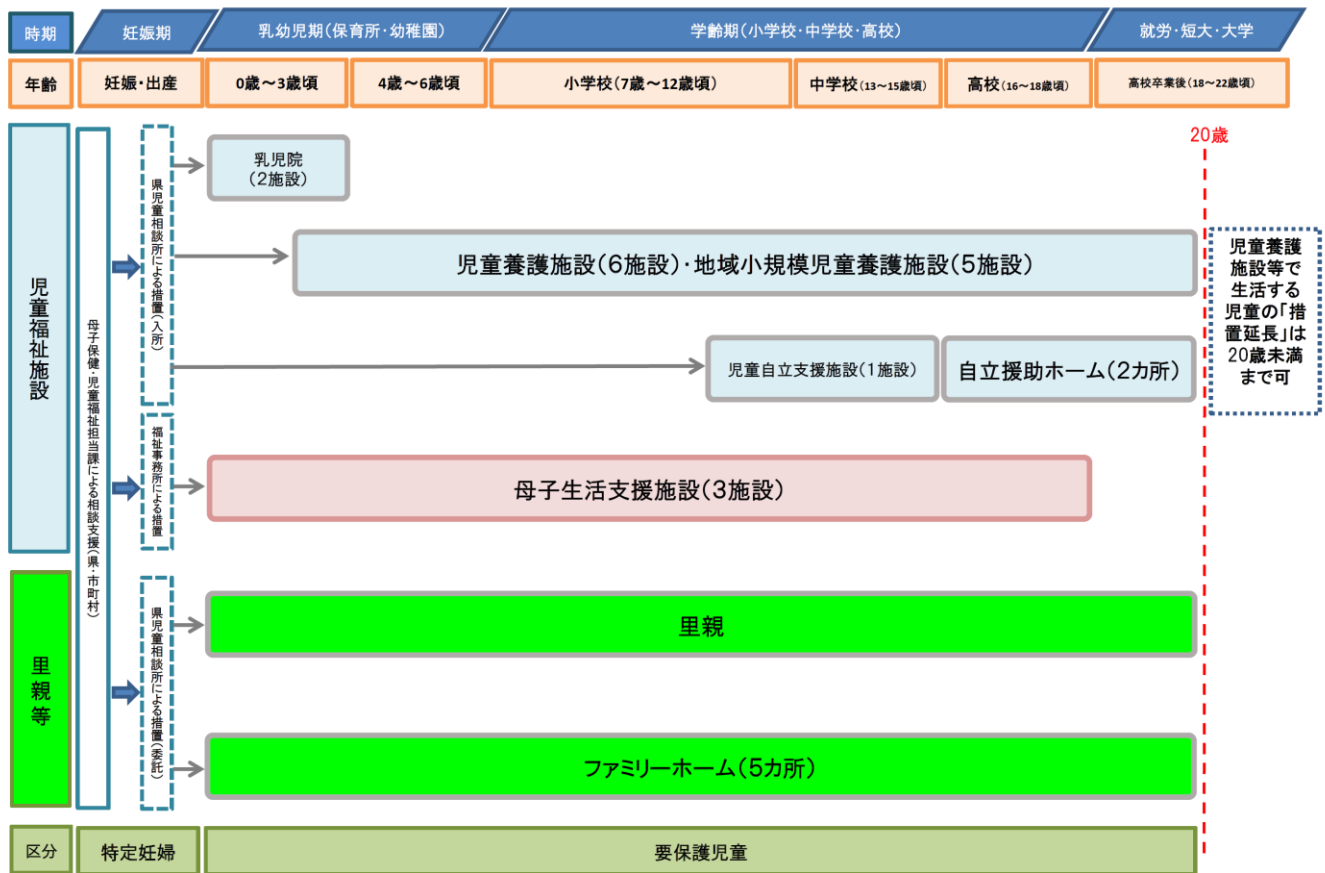 時期
妊娠期
乳幼児期(保育所・幼稚園)
学齢期(小学校・中学校・高校)
就労・短大・大学
年齢
妊娠・出産
0歳～3歳頃
4歳～6歳頃
小学校(7歳～12歳頃)
中学校(13～15歳頃)
高校(16～18歳頃)
高校卒業後(18～22歳頃)
20歳
児童福祉施設
母子保健・児童福祉担当課による相談支援(県・市町村)
県児童相談所による措置(入所)
乳児院
(2施設)
児童養護施設(6施設)・地域小規模児童養護施設(5施設)
児童自立支援施設(1施設)
自立援助ホーム(2カ所)
児童養護
施設等で
生活する
児童の「措
置延長」は
20歳未満
まで可
福祉事務所による措置
母子生活支援施設(3施設)
里親等
県児童相談所による措置(委託)
里親
ファミリーホーム(5カ所)
区分
特定妊婦
要保護児童